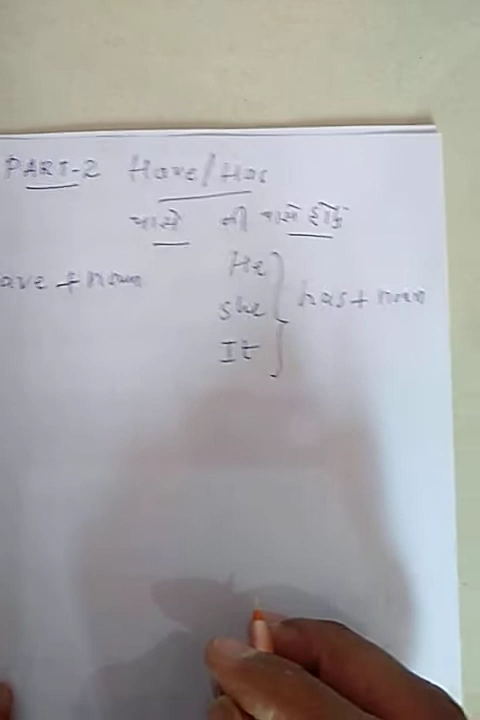 PART-2 Have/Has
पासे नी पासे होवुं
He
ave + noun
she has + noun
It